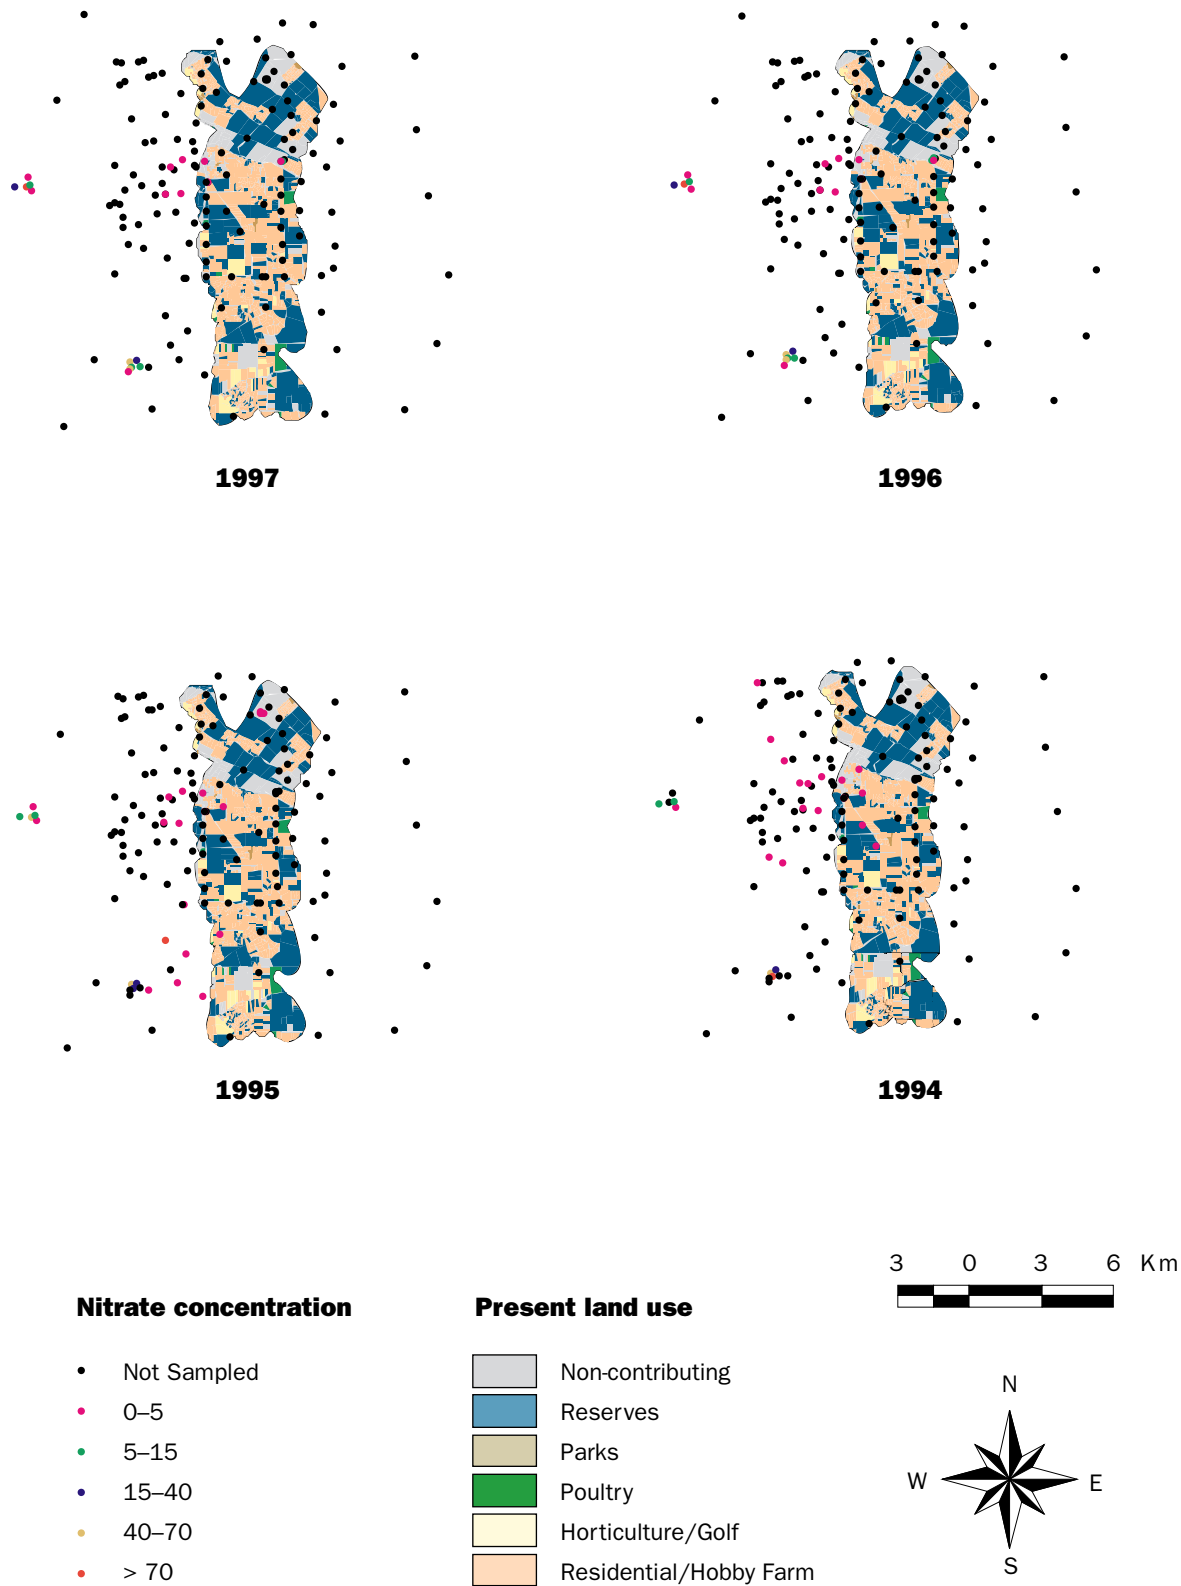 1997
1996
1995
1994
3 0 3 6 Km
Nitrate concentration
Not Sampled
0–5
5–15
15–40
40–70
> 70
Present land use
Non-contributing
Reserves
Parks
Poultry
Horticulture/Golf
Residential/Hobby Farm
N
W
E
S